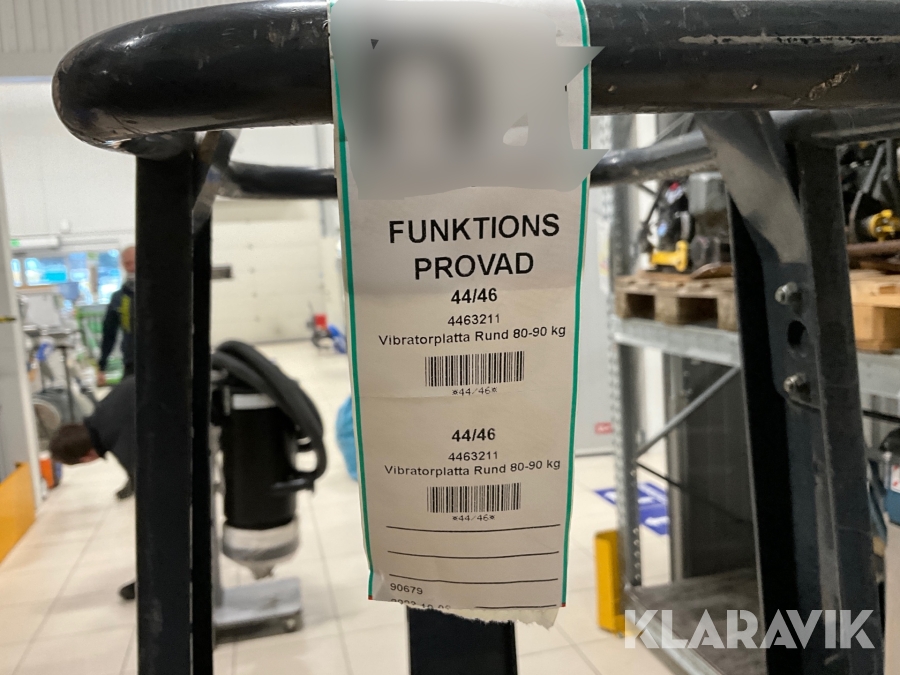 FUNKTIONS
PROVAD
44/46
4463211
Vibratorplatta Rund 80-90 kg
*44/46*
44/46
4463211
Vibratorplatta Rund 80-90 kg
*44/46*
90679
KLARAVIK